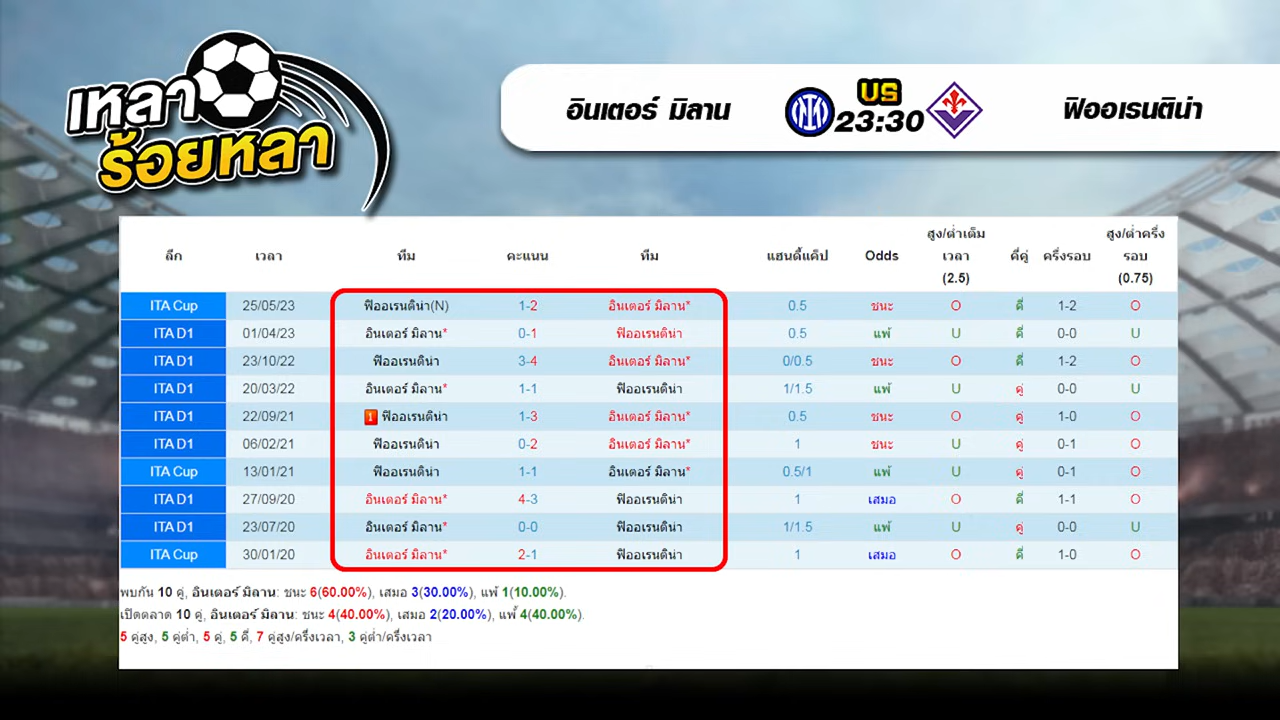 เหลา
ร้อยหลา
อินเตอร์ มิลาน VS 23:30 ฟิออเรนติน่า
ลีก เวลา ทีม คะแนน ทีม แฮนดี้แค็ป Odds สูง/ต่ำเต็มเวลา (2.5) คี่คู่ ครึ่งรอบ สูง/ต่ำครึ่งรอบ (0.75)
ITA Cup 25/05/23 ฟิออเรนติน่า(N) 1-2 อินเตอร์ มิลาน* 0.5 ชนะ O คี่ 1-2 O
ITA D1 01/04/23 อินเตอร์ มิลาน* 0-1 ฟิออเรนติน่า 0.5 แพ้ U คี่ 0-0 U
ITA D1 23/10/22 ฟิออเรนติน่า 3-4 อินเตอร์ มิลาน* 0/0.5 ชนะ O คี่ 1-2 O
ITA D1 20/03/22 อินเตอร์ มิลาน* 1-1 ฟิออเรนติน่า 1/1.5 แพ้ U คู่ 0-0 U
ITA D1 22/09/21 1 ฟิออเรนติน่า 1-3 อินเตอร์ มิลาน* 0.5 ชนะ O คู่ 1-0 O
ITA D1 06/02/21 ฟิออเรนติน่า 0-2 อินเตอร์ มิลาน* 1 ชนะ U คู่ 0-1 O
ITA Cup 13/01/21 ฟิออเรนติน่า 1-1 อินเตอร์ มิลาน* 0.5/1 แพ้ U คู่ 0-1 O
ITA D1 27/09/20 อินเตอร์ มิลาน* 4-3 ฟิออเรนติน่า 1 เสมอ O คี่ 1-1 O
ITA D1 23/07/20 อินเตอร์ มิลาน* 0-0 ฟิออเรนติน่า 1/1.5 แพ้ U คู่ 0-0 U
ITA Cup 30/01/20 อินเตอร์ มิลาน* 2-1 ฟิออเรนติน่า 1 เสมอ O คี่ 1-0 O
พบกัน 10 คู่, อินเตอร์ มิลาน: ชนะ 6(60.00%), เสมอ 3(30.00%), แพ้ 1(10.00%).
เปิดตลาด 10 คู่, อินเตอร์ มิลาน: ชนะ 4(40.00%), เสมอ 2(20.00%), แพ้ 4(40.00%).
5 คู่สูง, 5 คู่ต่ำ, 5 คู่, 5 คี่, 7 คู่สูง/ครึ่งเวลา, 3 คู่ต่ำ/ครึ่งเวลา